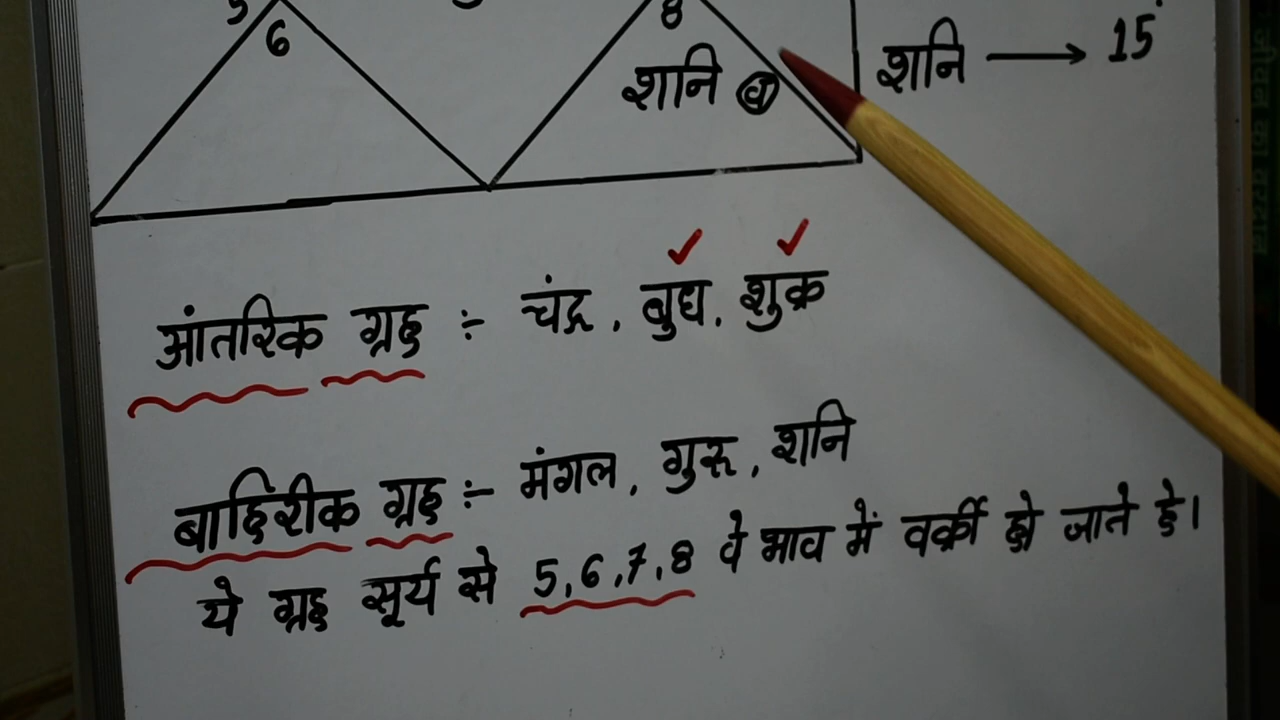 6
8
शनि व
शनि → 15°
आंतरिक ग्रह :- चंद्र, बुध, शुक्र
बाहिरीक ग्रह :- मंगल, गुरू, शनि
ये ग्रह सूर्य से 5,6,7,8 वे भाव में वक्री हो जाते है।